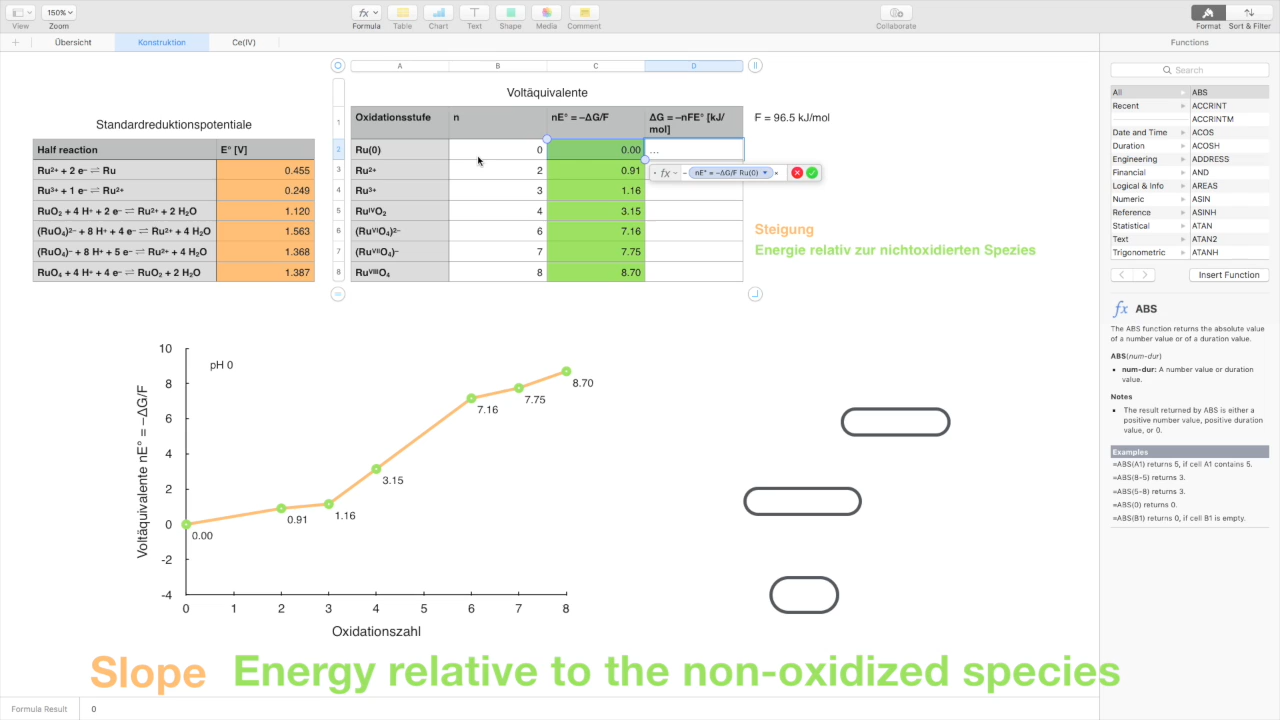 150%
View
Zoom
Formula
Table
Chart
Text
Shape
Media
Comment
Collaborate
Format
Sort & Filter
Übersicht
Konstruktion
Ce(IV)
Functions
Search
A B C D
1
2
3
4
5
6
7
8
Standardreduktionspotentiale
Half reaction E° [V]
Ru²⁺ + 2 e⁻ ⇌ Ru 0.455
Ru³⁺ + 1 e⁻ ⇌ Ru²⁺ 0.249
RuO₂ + 4 H⁺ + 2 e⁻ ⇌ Ru²⁺ + 2 H₂O 1.120
(RuO₄)²⁻ + 8 H⁺ + 4 e⁻ ⇌ Ru²⁺ + 4 H₂O 1.563
(RuO₄)⁻ + 8 H⁺ + 5 e⁻ ⇌ Ru²⁺ + 4 H₂O 1.368
RuO₄ + 4 H⁺ + 4 e⁻ ⇌ RuO₂ + 2 H₂O 1.387
Voltäquivalente
Oxidationsstufe n nE° = –ΔG/F ΔG = –nFE° [kJ/
mol]
Ru(0) 0 0.00 ...
Ru²⁺ 2 0.91
Ru³⁺ 3 1.16
RuᴵⱽO₂ 4 3.15
(RuⱽᴵO₄)²⁻ 6 7.16
(RuⱽᴵᴵO₄)⁻ 7 7.75
RuⱽᴵᴵᴵO₄ 8 8.70
fx – nE° = –ΔG/F Ru(0) ▼ ×
F = 96.5 kJ/mol
Steigung
Energie relativ zur nichtoxidierten Spezies
All
Recent
Date and Time
Duration
Engineering
Financial
Logical & Info
Numeric
Reference
Statistical
Text
Trigonometric
ABS
ACCRINT
ACCRINTM
ACOS
ACOSH
ADDRESS
AND
AREAS
ASIN
ASINH
ATAN
ATAN2
ATANH
Insert Function
fx ABS
The ABS function returns the absolute value
of a number value or of a duration value.
ABS(num-dur)
• num-dur: A number value or duration
value.
Notes
• The result returned by ABS is either a
positive number value, positive duration
value, or 0.
Examples
=ABS(A1) returns 5, if cell A1 contains 5.
=ABS(8–5) returns 3.
=ABS(5–8) returns 3.
=ABS(0) returns 0.
=ABS(B1) returns 0, if cell B1 is empty.
Voltäquivalente nE° = –ΔG/F
10
8
6
4
2
0
-2
-4
pH 0
0.00
0.91
1.16
3.15
7.16
7.75
8.70
0 1 2 3 4 5 6 7 8
Oxidationszahl
Slope Energy relative to the non-oxidized species
Formula Result 0